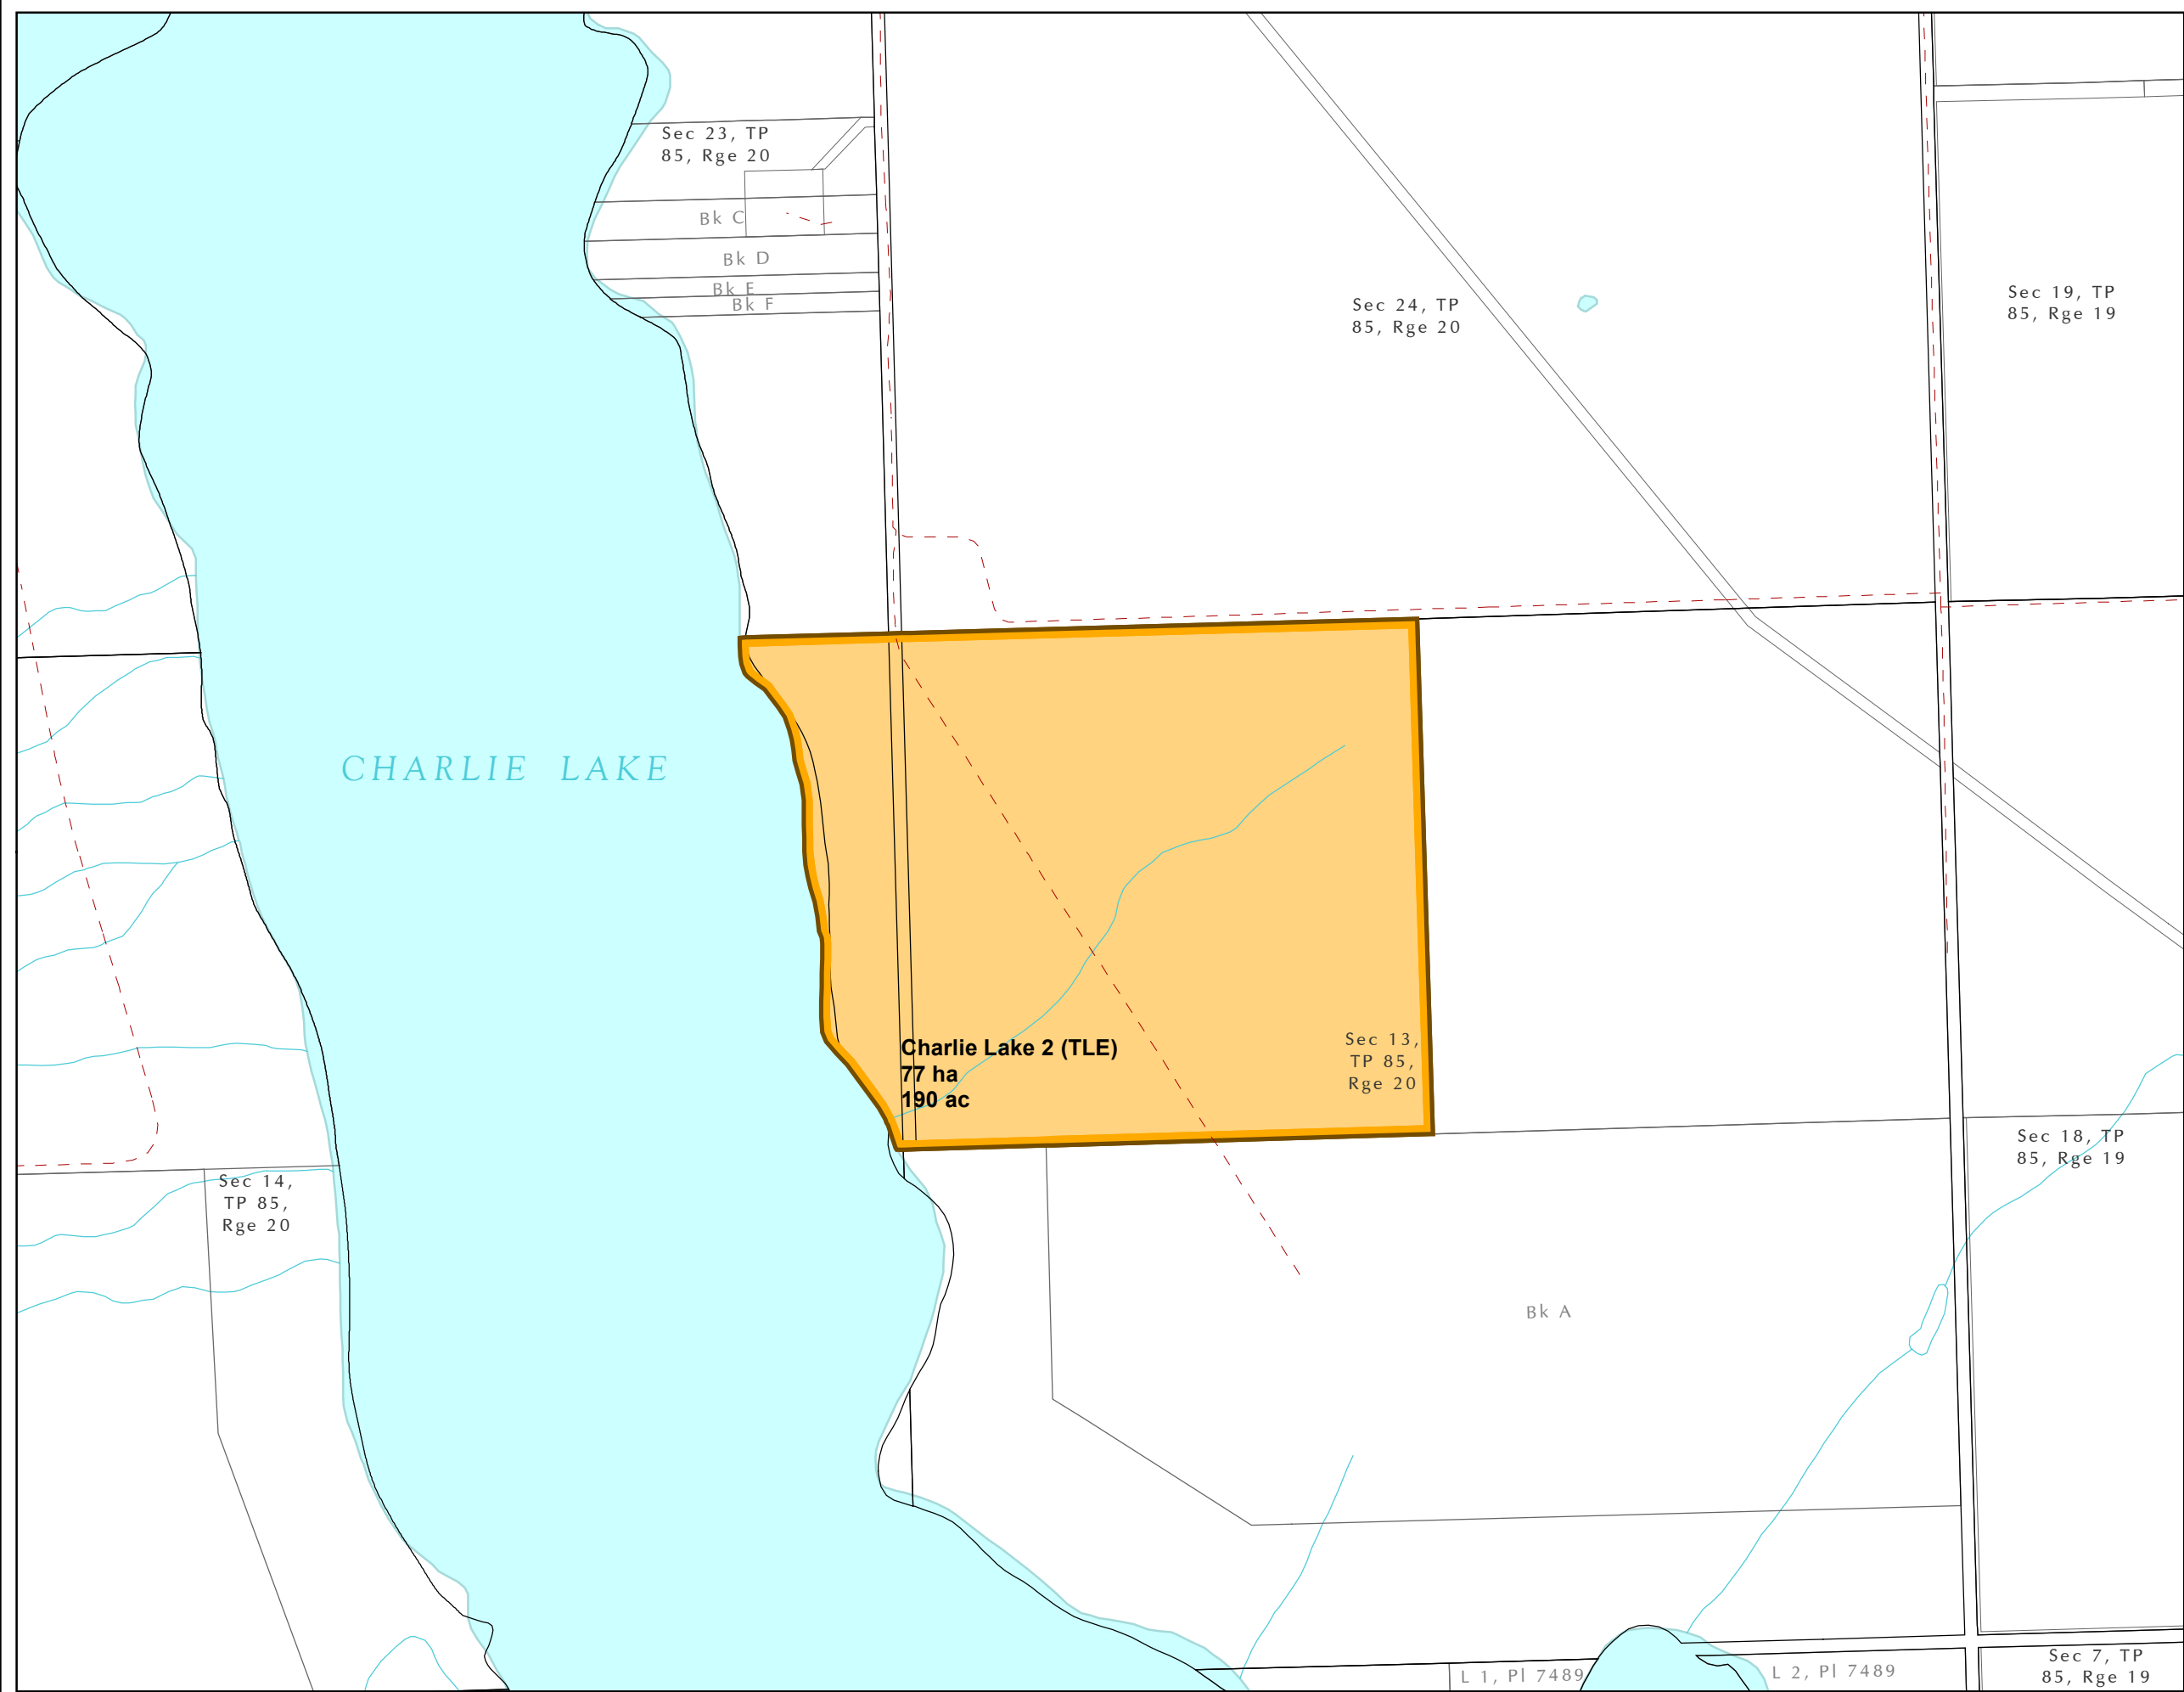 Sec 23, TP
85, Rge 20
Bk C
Bk D
Bk E
Bk F
Sec 24, TP
85, Rge 20
Sec 19, TP
85, Rge 19
CHARLIE LAKE
Charlie Lake 2 (TLE)
77 ha
190 ac
Sec 13,
TP 85,
Rge 20
Sec 18, TP
85, Rge 19
Sec 14,
TP 85,
Rge 20
Bk A
L 1, Pl 7489
L 2, Pl 7489
Sec 7, TP
85, Rge 19